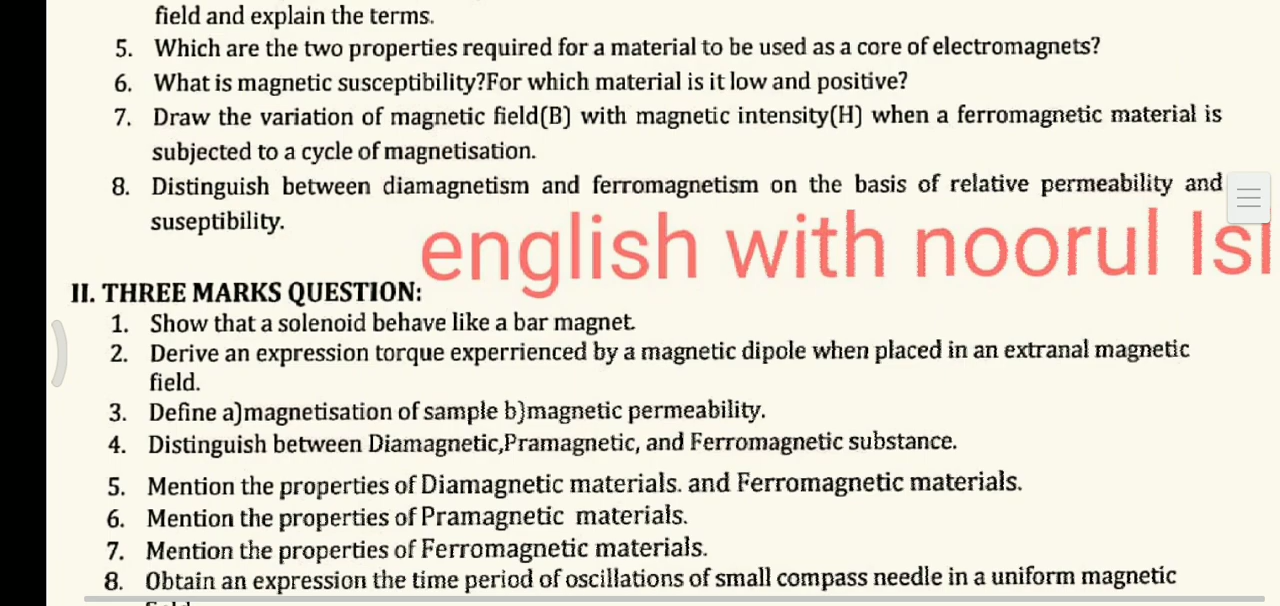 field and explain the terms.
5. Which are the two properties required for a material to be used as a core of electromagnets?
6. What is magnetic susceptibility?For which material is it low and positive?
7. Draw the variation of magnetic field(B) with magnetic intensity(H) when a ferromagnetic material is
subjected to a cycle of magnetisation.
8. Distinguish between diamagnetism and ferromagnetism on the basis of relative permeability and
suseptibility.
english with noorul Isl
II. THREE MARKS QUESTION:
1. Show that a solenoid behave like a bar magnet.
2. Derive an expression torque experrienced by a magnetic dipole when placed in an extranal magnetic
field.
3. Define a)magnetisation of sample b)magnetic permeability.
4. Distinguish between Diamagnetic,Pramagnetic, and Ferromagnetic substance.
5. Mention the properties of Diamagnetic materials. and Ferromagnetic materials.
6. Mention the properties of Pramagnetic materials.
7. Mention the properties of Ferromagnetic materials.
8. Obtain an expression the time period of oscillations of small compass needle in a uniform magnetic